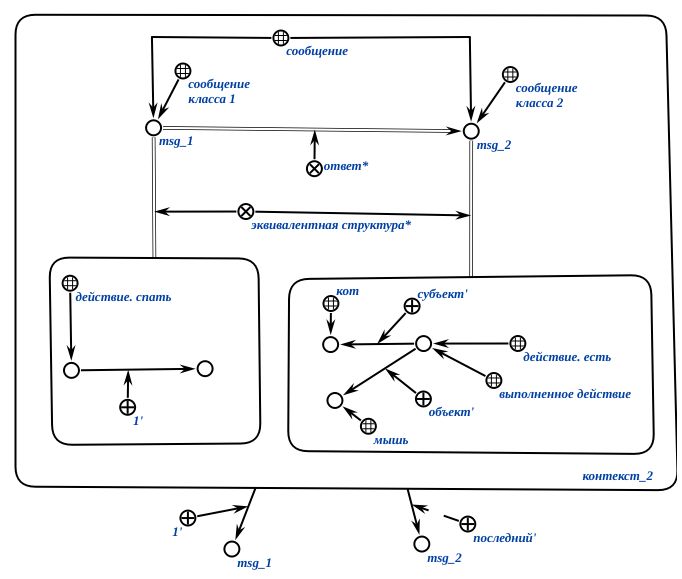 сообщение
сообщение
класса 1
сообщение
класса 2
msg_1
msg_2
ответ*
эквивалентная структура*
действие. спать
1'
кот
субъект'
действие. есть
выполненное действие
объект'
мышь
контекст_2
1'
последний'
msg_1
msg_2